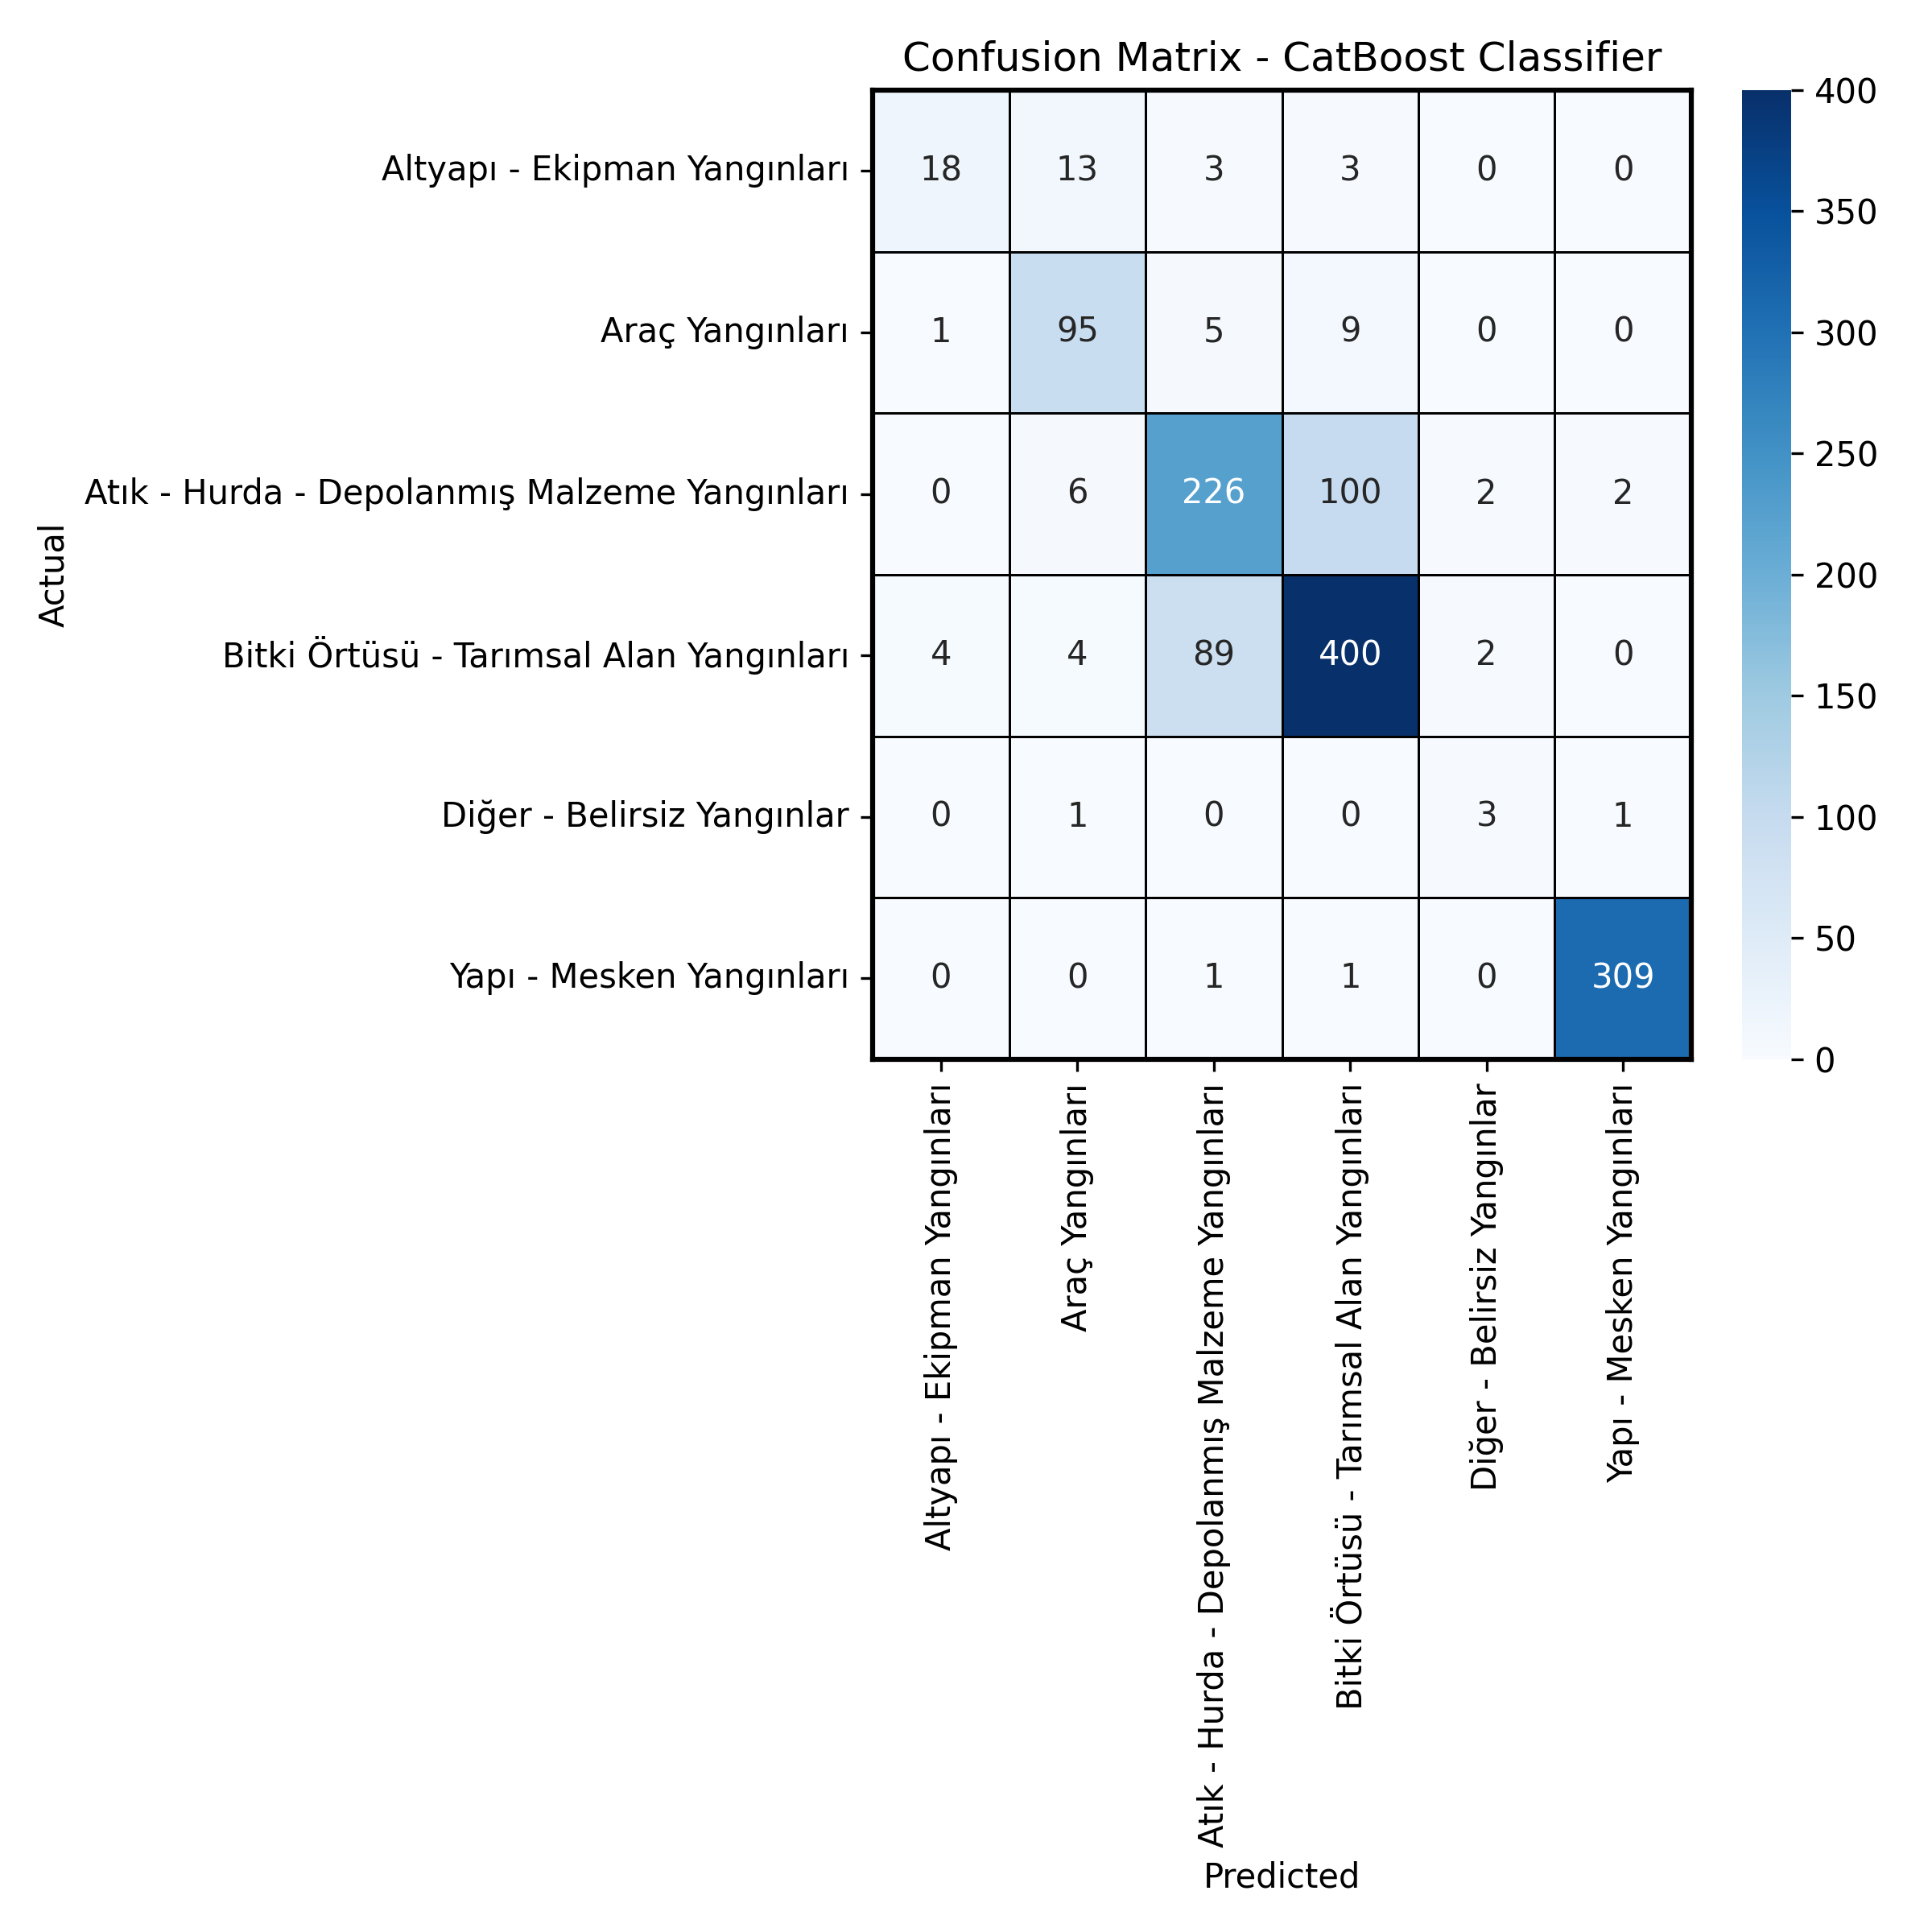 Confusion Matrix - CatBoost Classifier
Actual
Altyapı - Ekipman Yangınları 18 13 3 3 0 0
Araç Yangınları 1 95 5 9 0 0
Atık - Hurda - Depolanmış Malzeme Yangınları 0 6 226 100 2 2
Bitki Örtüsü - Tarımsal Alan Yangınları 4 4 89 400 2 0
Diğer - Belirsiz Yangınlar 0 1 0 0 3 1
Yapı - Mesken Yangınları 0 0 1 1 0 309
Altyapı - Ekipman Yangınları
Araç Yangınları
Atık - Hurda - Depolanmış Malzeme Yangınları
Bitki Örtüsü - Tarımsal Alan Yangınları
Diğer - Belirsiz Yangınlar
Yapı - Mesken Yangınları
Predicted
400
350
300
250
200
150
100
50
0